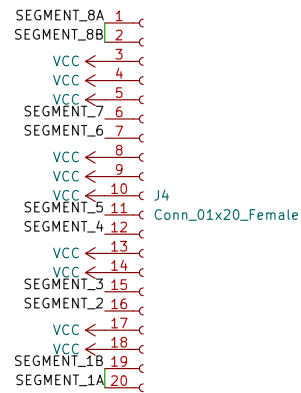 SEGMENT_8A 1
SEGMENT_8B 2
VCC 3
VCC 4
VCC 5
SEGMENT_7 6
SEGMENT_6 7
VCC 8
VCC 9
VCC 10
J4
SEGMENT_5 11
Conn_01x20_Female
SEGMENT_4 12
VCC 13
VCC 14
SEGMENT_3 15
SEGMENT_2 16
VCC 17
VCC 18
SEGMENT_1B 19
SEGMENT_1A 20